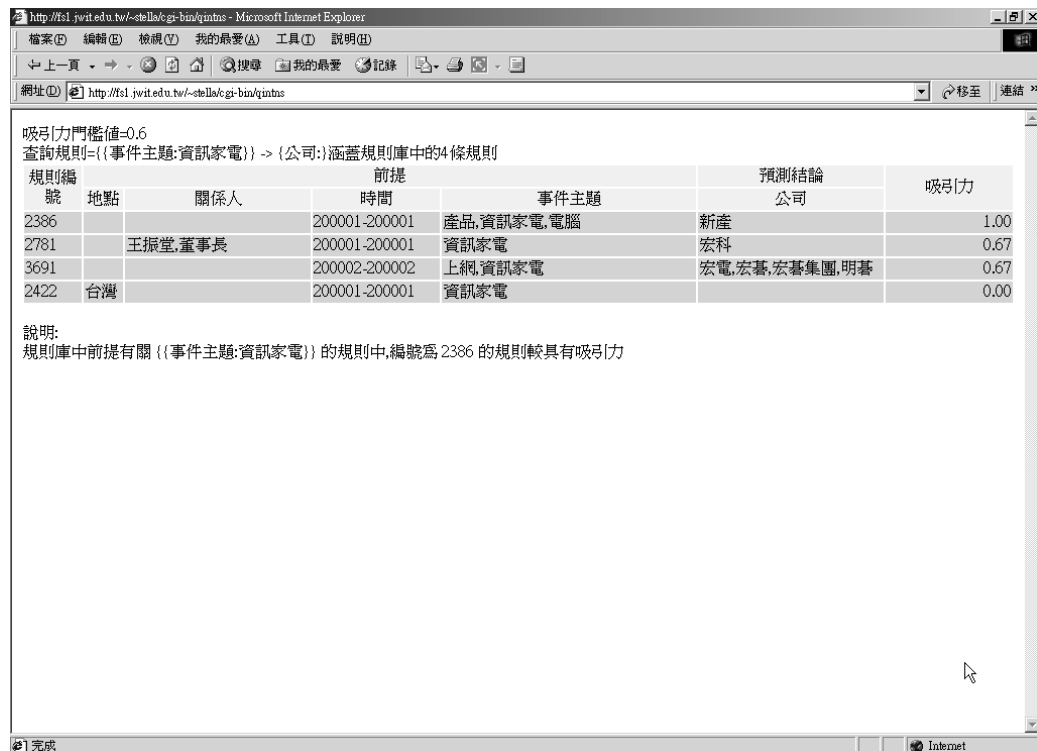 http://fs1.jwit.edu.tw/~stella/cgi-bin/qintns - Microsoft Internet Explorer
檔案(F) 編輯(E) 檢視(V) 我的最愛(A) 工具(T) 說明(H)
上一頁 搜尋 我的最愛 記錄
網址(D) http://fs1.jwit.edu.tw/~stella/cgi-bin/qintns 移至 連結 »
吸引力門檻值=0.6
查詢規則={{事件主題:資訊家電}} -> {公司:}涵蓋規則庫中的4條規則
規則編號 前提 預測結論 吸引力
地點 關係人 時間 事件主題 公司
2386 200001-200001 產品,資訊家電,電腦 新產 1.00
2781 王振堂,董事長 200001-200001 資訊家電 宏科 0.67
3691 200002-200002 上網,資訊家電 宏電,宏碁,宏碁集團,明碁 0.67
2422 台灣 200001-200001 資訊家電 0.00
說明:
規則庫中前提有關 {{事件主題:資訊家電}} 的規則中,編號為 2386 的規則較具有吸引力
完成 Internet